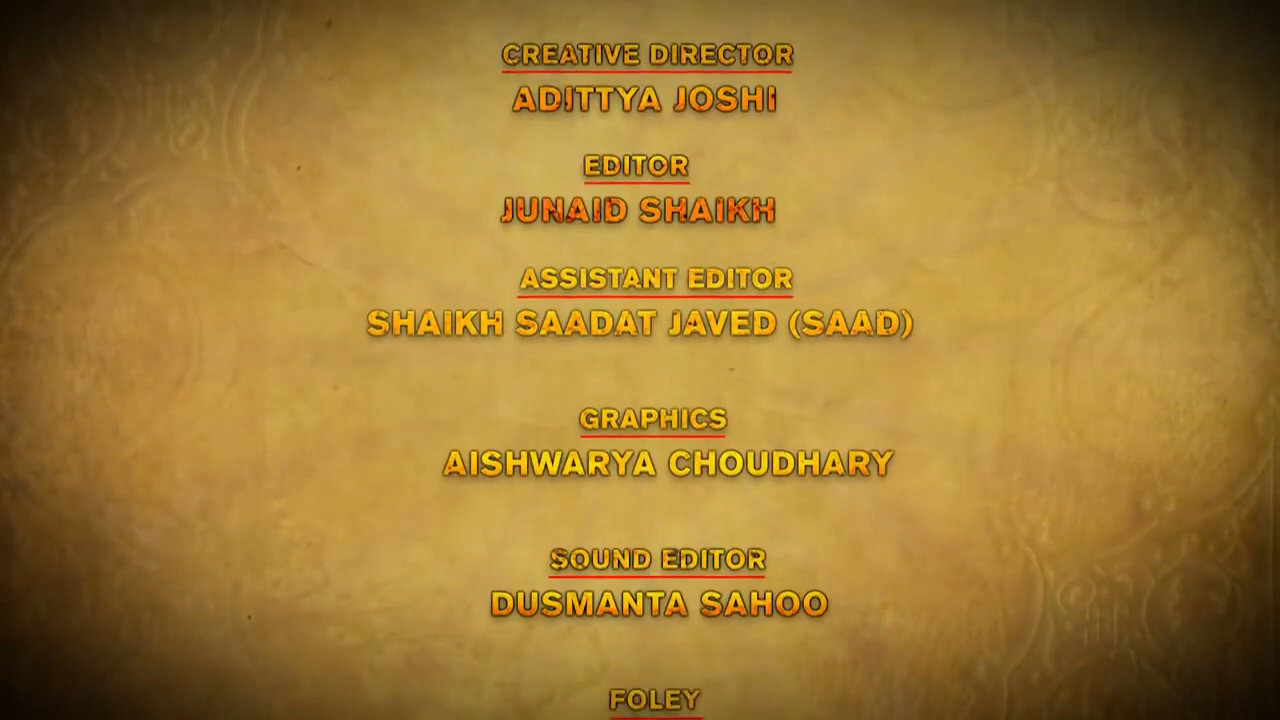 CREATIVE DIRECTOR
ADITTYA JOSHI
EDITOR
JUNAID SHAIKH
ASSISTANT EDITOR
SHAIKH SAADAT JAVED (SAAD)
GRAPHICS
AISHWARYA CHOUDHARY
SOUND EDITOR
DUSMANTA SAHOO
FOLEY